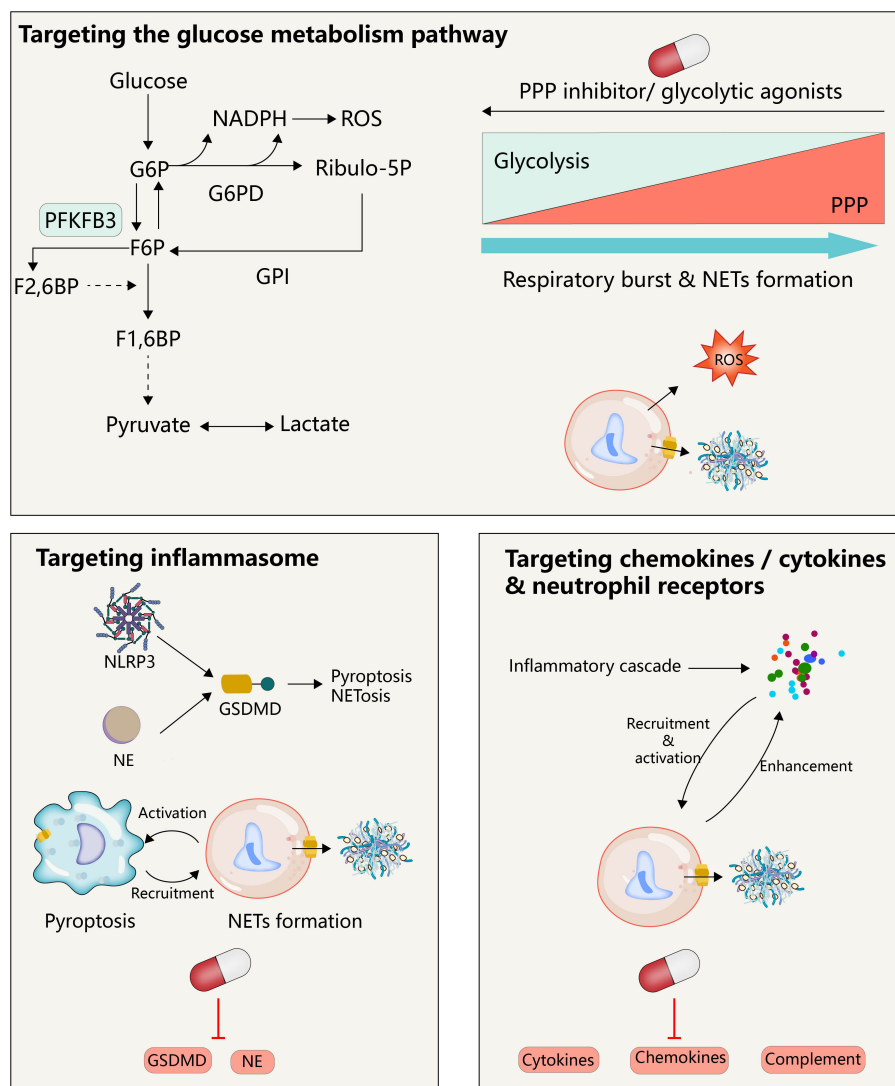 Targeting the glucose metabolism pathway
Glucose
NADPH
ROS
G6P
G6PD
Ribulo-5P
PFKFB3
F6P
F2,6BP
GPI
F1,6BP
Pyruvate
Lactate
PPP inhibitor/ glycolytic agonists
Glycolysis
PPP
Respiratory burst & NETs formation
ROS
Targeting inflammasome
NLRP3
GSDMD
Pyroptosis
NETosis
NE
Activation
Recruitment
Pyroptosis
NETs formation
GSDMD
NE
Targeting chemokines / cytokines
& neutrophil receptors
Inflammatory cascade
Recruitment
&
activation
Enhancement
Cytokines
Chemokines
Complement